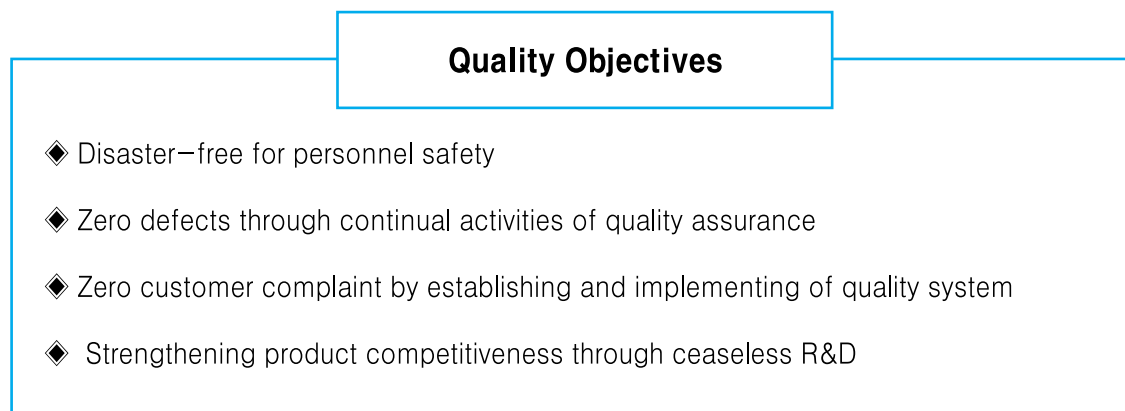 Quality Objectives
◈ Disaster-free for personnel safety
◈ Zero defects through continual activities of quality assurance
◈ Zero customer complaint by establishing and implementing of quality system
◈ Strengthening product competitiveness through ceaseless R&D